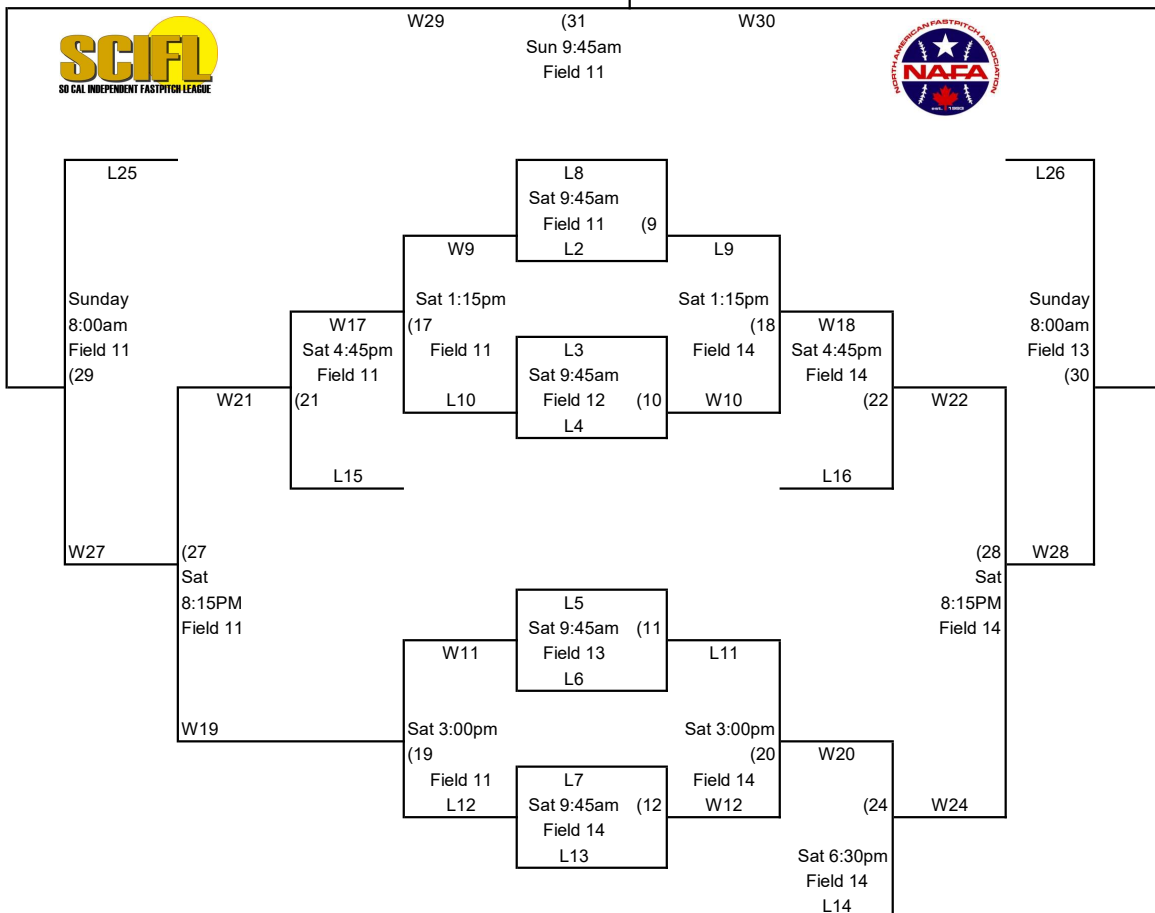 W29 (31 W30
Sun 9:45am
Field 11
SCIFL
SO CAL INDEPENDENT FASTPITCH LEAGUE
NORTH AMERICAN FASTPITCH ASSOCIATION
NAFA
L25 L8 L26
Sat 9:45am
Field 11 (9
W9 L2 L9
Sunday Sat 1:15pm Sat 1:15pm Sunday
8:00am W17 (17 (18 W18 8:00am
Field 11 Sat 4:45pm Field 11 L3 Field 14 Sat 4:45pm Field 13
(29 Field 11 Sat 9:45am Field 14 (30
W21 (21 L10 Field 12 (10 W10 (22 W22
L4
L15 L16
W27 (27 (28 W28
Sat Sat
8:15PM L5 8:15PM
Field 11 Sat 9:45am (11 Field 14
W11 Field 13 L11
L6
W19 Sat 3:00pm Sat 3:00pm
(19 (20 W20
Field 11 L7 Field 14
L12 Sat 9:45am (12 W12 (24 W24
Field 14
L13 Sat 6:30pm
Field 14
L14